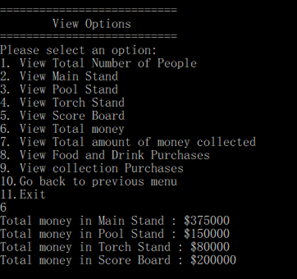 ===========================
View Options
===========================
Please select an option:
1. View Total Number of People
2. View Main Stand
3. View Pool Stand
4. View Torch Stand
5. View Score Board
6. View Total money
7. View Total amount of money collected
8. View Food and Drink Purchases
9. View collection Purchases
10.Go back to previous menu
11.Exit
6
Total money in Main Stand : $375000
Total money in Pool Stand : $150000
Total money in Torch Stand : $80000
Total money in Score Board : $200000